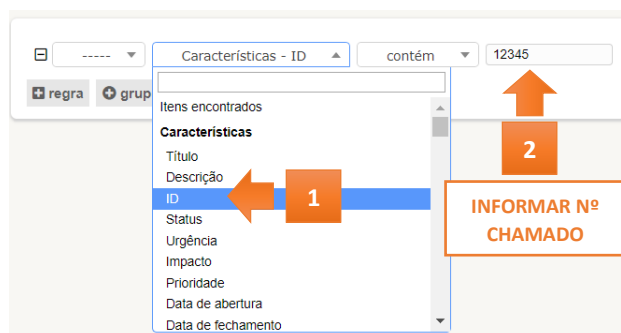 ----- Características - ID contém 12345
regra grup
Itens encontrados
Características
Título
Descrição
ID
1
Status
Urgência
Impacto
Prioridade
Data de abertura
Data de fechamento
2
INFORMAR Nº
CHAMADO